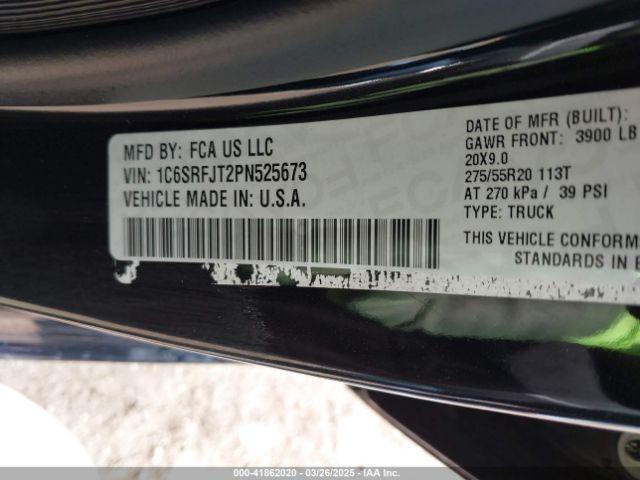 MFD BY: FCA US LLC
VIN: 1C6SRFJT2PN525673
VEHICLE MADE IN: U.S.A.
DATE OF MFR (BUILT):
GAWR FRONT: 3900 LB
20X9.0
275/55R20 113T
AT 270 kPa / 39 PSI
TYPE: TRUCK
THIS VEHICLE CONFORM
STANDARDS IN
000-41862020 - 03/26/2025 - IAA Inc.